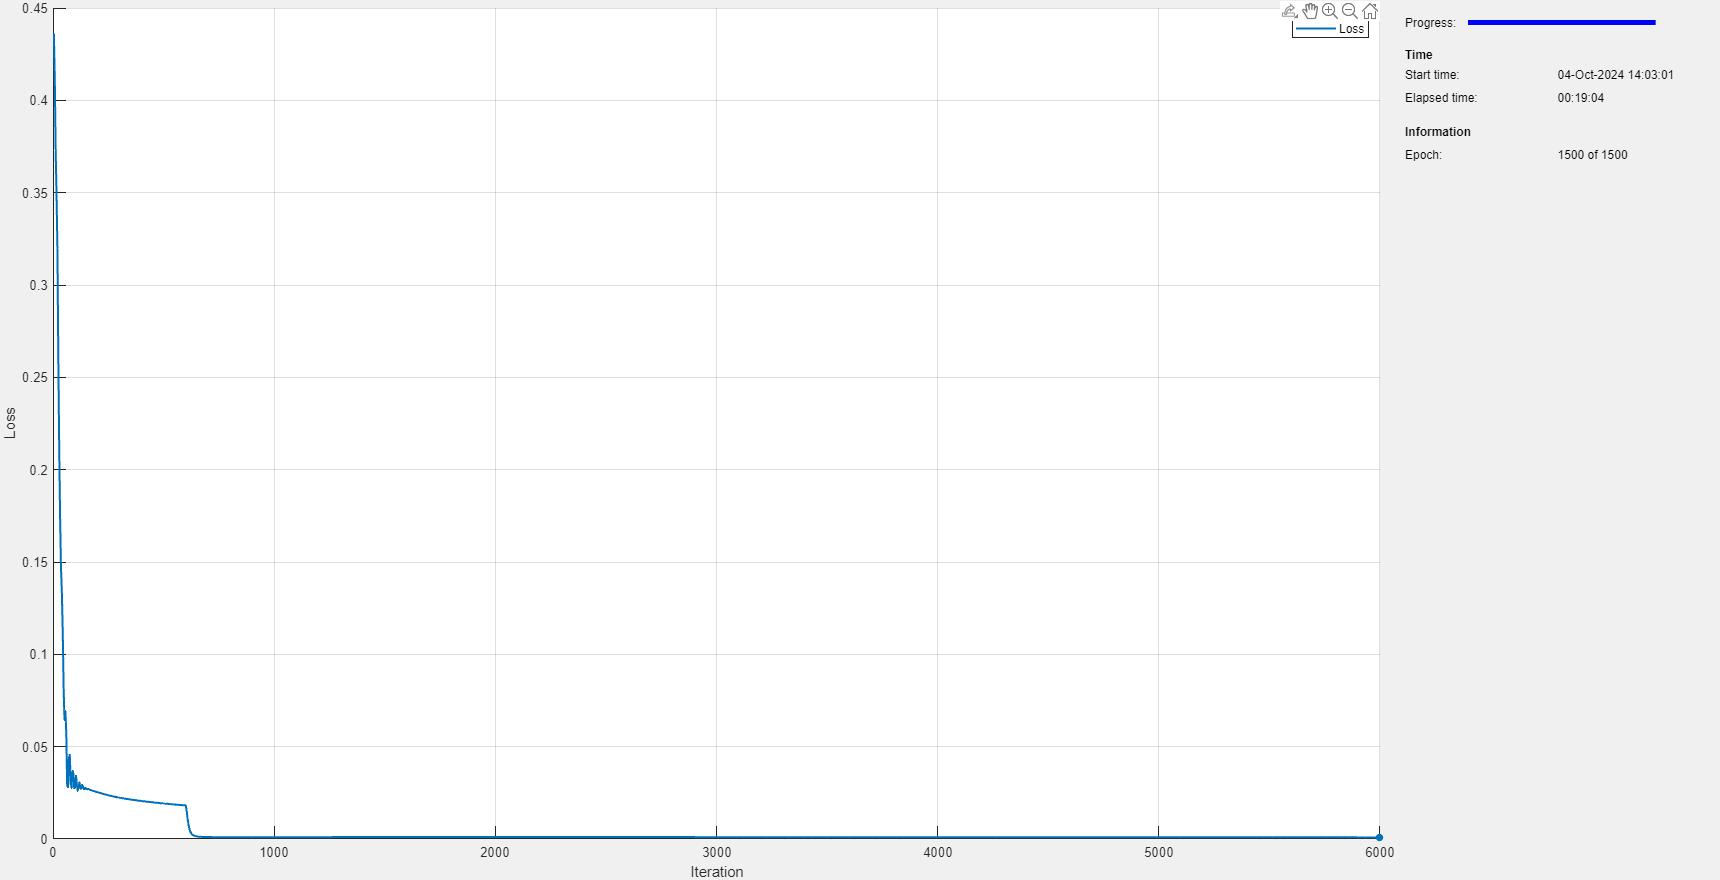 0.45
0.4
0.35
0.3
0.25
0.2
0.15
0.1
0.05
0
Loss
0 1000 2000 3000 4000 5000 6000
Iteration
Loss
Progress:
Time
Start time: 04-Oct-2024 14:03:01
Elapsed time: 00:19:04
Information
Epoch: 1500 of 1500